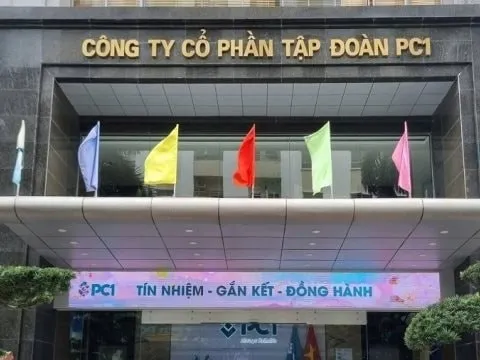 CÔNG TY CỔ PHẦN TẬP ĐOÀN PC1
PC1 TÍN NHIỆM - GẮN KẾT - ĐỒNG HÀNH
PC1